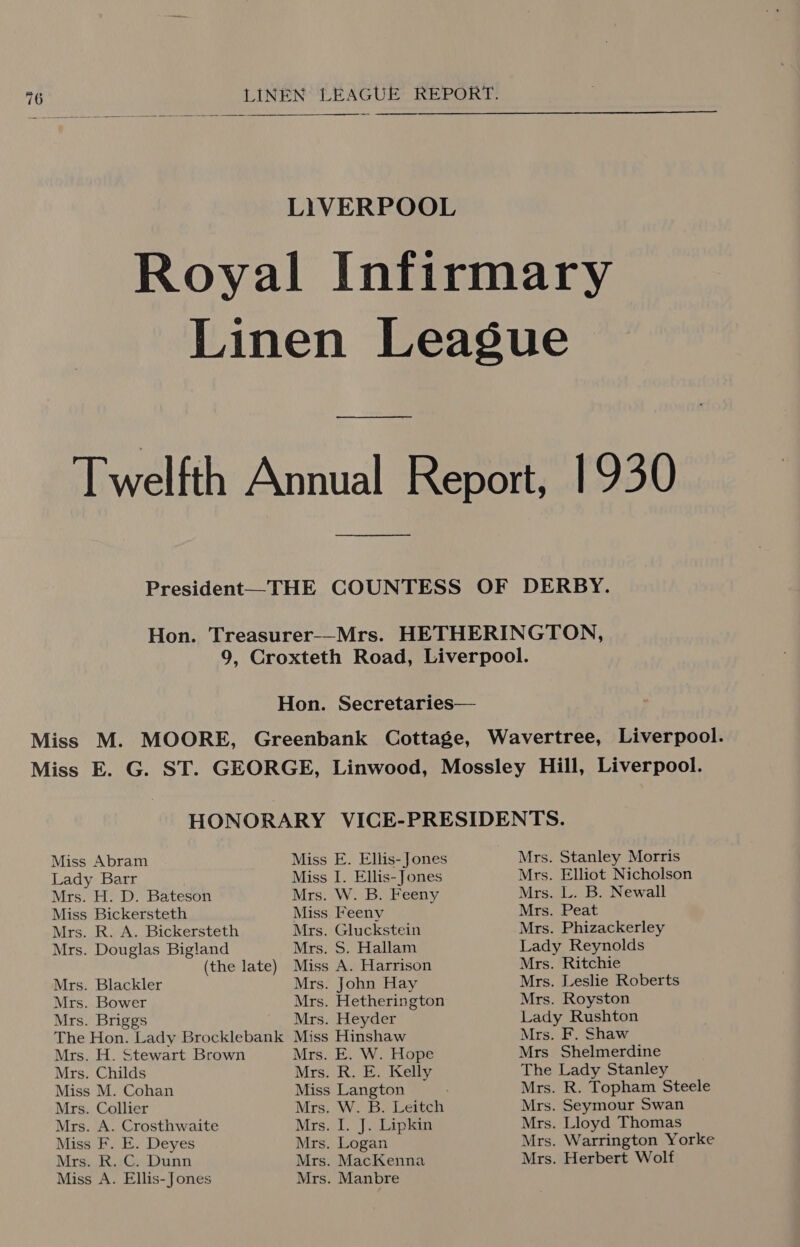 76 LINEN LEAGUE REPORT.
LIVERPOOL
Royal Infirmary
Linen League
Twelfth Annual Report, 1930
President—THE COUNTESS OF DERBY.
Hon. Treasurer—Mrs. HETHERINGTON,
9, Croxteth Road, Liverpool.
Hon. Secretaries—
Miss M. MOORE, Greenbank Cottage, Wavertree, Liverpool.
Miss E. G. ST. GEORGE, Linwood, Mossley Hill, Liverpool.
HONORARY VICE-PRESIDENTS.
Miss Abram
Lady Barr
Mrs. H. D. Bateson
Miss Bickersteth
Mrs. R. A. Bickersteth
Mrs. Douglas Bigland
(the late)
Mrs. Blackler
Mrs. Bower
Mrs. Briggs
The Hon. Lady Brocklebank
Mrs. H. Stewart Brown
Mrs. Childs
Miss M. Cohan
Mrs. Collier
Mrs. A. Crosthwaite
Miss F. E. Deyes
Mrs. R. C. Dunn
Miss A. Ellis-Jones
Miss E. Ellis-Jones
Miss I. Ellis-Jones
Mrs. W. B. Feeny
Miss Feeny
Mrs. Gluckstein
Mrs. S. Hallam
Miss A. Harrison
Mrs. John Hay
Mrs. Hetherington
Mrs. Heyder
Miss Hinshaw
Mrs. E. W. Hope
Mrs. R. E. Kelly
Miss Langton
Mrs. W. B. Leitch
Mrs. I. J. Lipkin
Mrs. Logan
Mrs. MacKenna
Mrs. Manbre
Mrs. Stanley Morris
Mrs. Elliot Nicholson
Mrs. L. B. Newall
Mrs. Peat
Mrs. Phizackerley
Lady Reynolds
Mrs. Ritchie
Mrs. Leslie Roberts
Mrs. Royston
Lady Rushton
Mrs. F. Shaw
Mrs Shelmerdine
The Lady Stanley
Mrs. R. Topham Steele
Mrs. Seymour Swan
Mrs. Lloyd Thomas
Mrs. Warrington Yorke
Mrs. Herbert Wolf